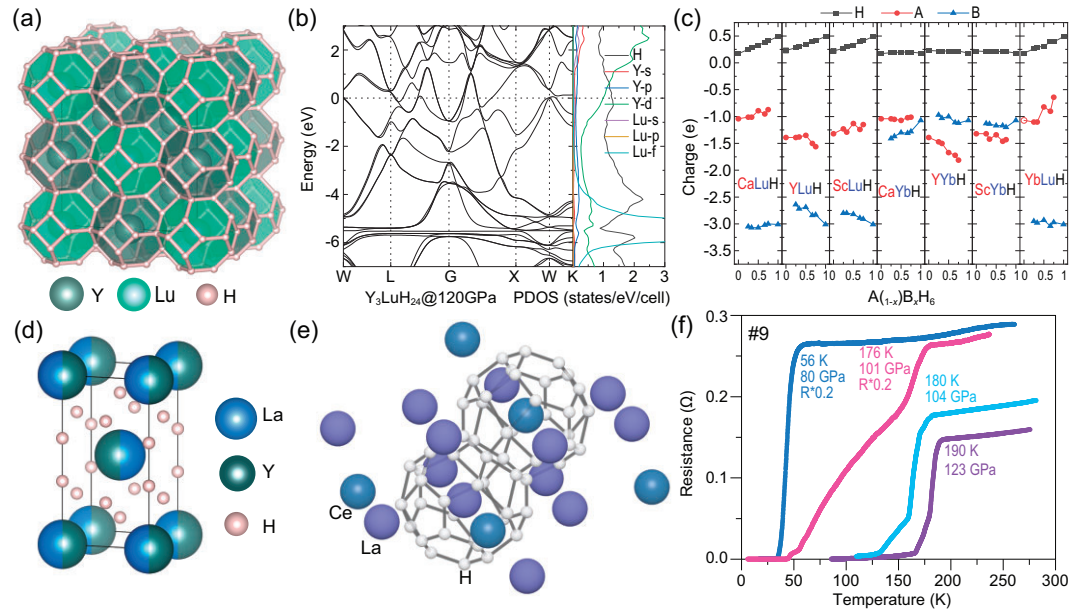 (a)
Y
Lu
H
(b)
Energy (eV)
2
0
-2
-4
-6
W
L
G
X
W
K
1
2
3
Y₃LuH₂₄@120GPa
PDOS (states/eV/cell)
H
Y-s
Y-p
Y-d
Lu-s
Lu-p
Lu-f
(c)
H
A
B
Charge (e)
0.5
0.0
-0.5
-1.0
-1.5
-2.0
-2.5
-3.0
-3.5
CaLuH
YLuH
ScLuH
CaYbH
YYbH
ScYbH
YbLuH
0 0.5 1 0.5 1 0.5 1 0.5 1 0.5 1 0.5 1 0.5 1
A(1-x)BxH6
(d)
La
Y
H
(e)
Ce
La
H
(f)
#9
Resistance (Ω)
0.3
0.2
0.1
0.0
56 K
80 GPa
R*0.2
176 K
101 GPa
R*0.2
180 K
104 GPa
190 K
123 GPa
0
50
100
150
200
250
300
Temperature (K)